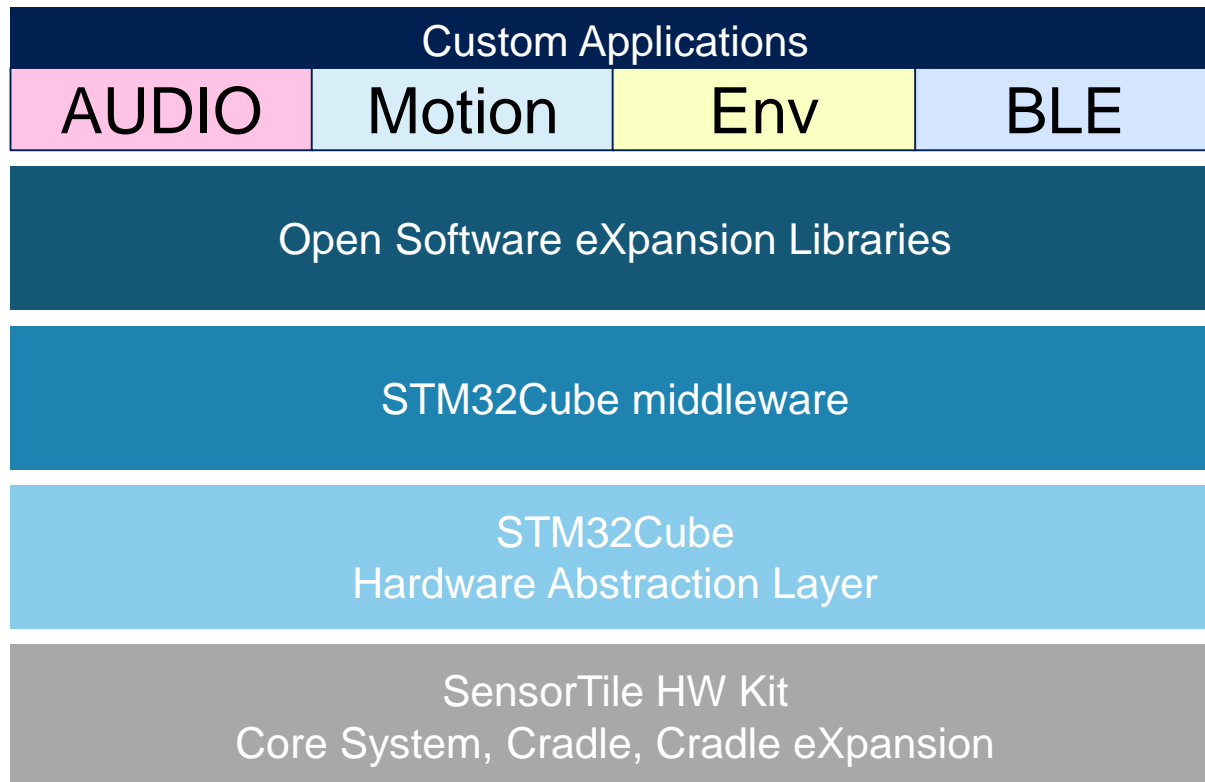 Custom Applications
AUDIO Motion Env BLE
Open Software eXpansion Libraries
STM32Cube middleware
STM32Cube
Hardware Abstraction Layer
SensorTile HW Kit
Core System, Cradle, Cradle eXpansion